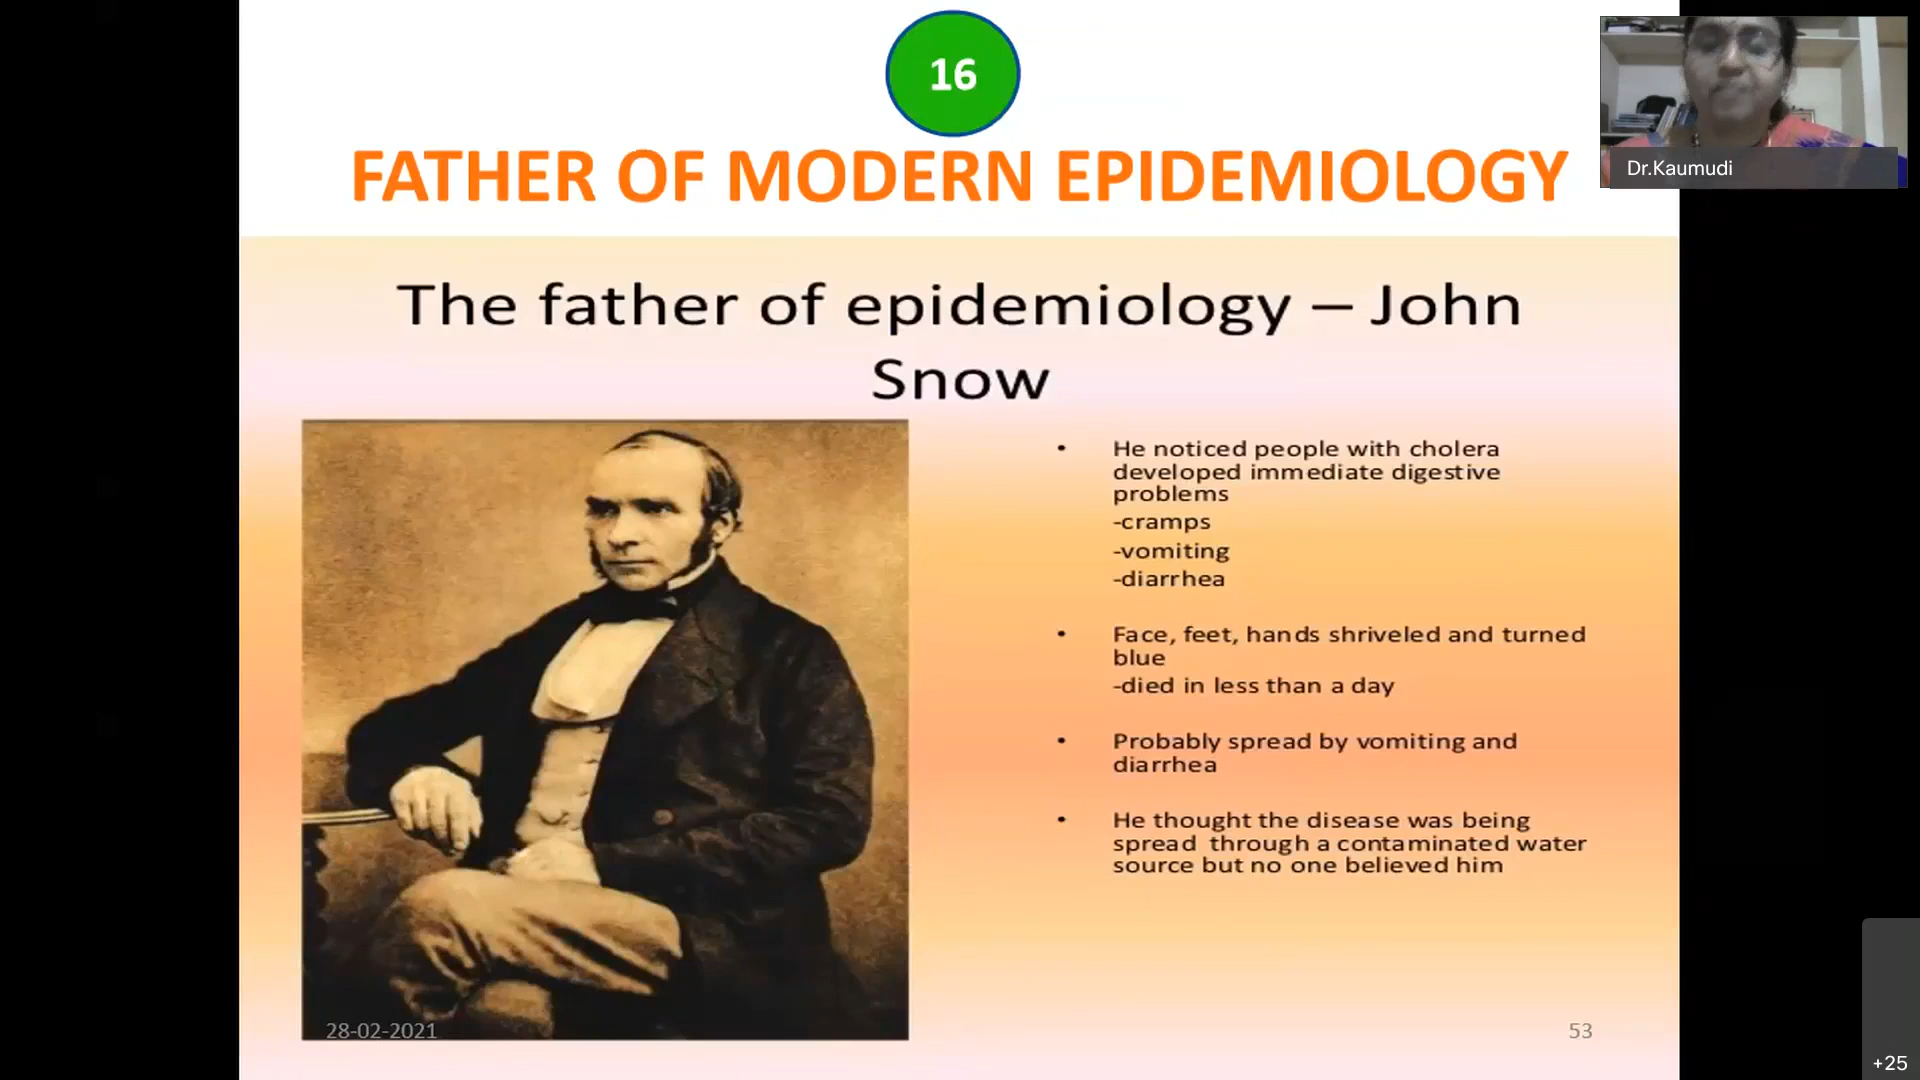 16
FATHER OF MODERN EPIDEMIOLOGY
Dr.Kaumudi
The father of epidemiology – John
Snow
• He noticed people with cholera
developed immediate digestive
problems
-cramps
-vomiting
-diarrhea
• Face, feet, hands shriveled and turned
blue
-died in less than a day
• Probably spread by vomiting and
diarrhea
• He thought the disease was being
spread through a contaminated water
source but no one believed him
28-02-2021
53
+25